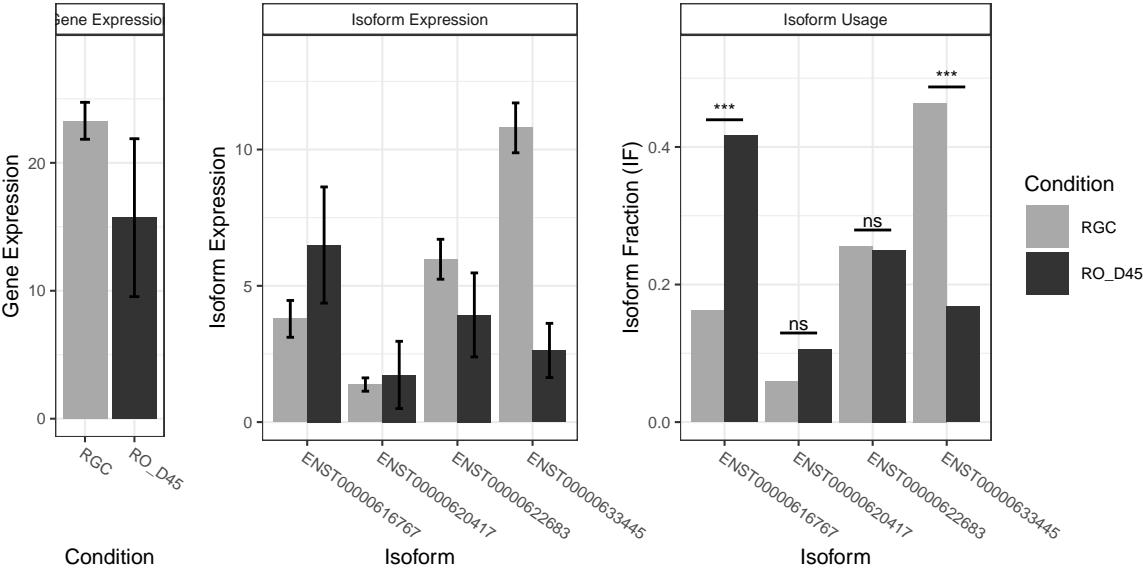 Gene Expression
Isoform Expression
Isoform Usage
Gene Expression
20
10
0
RGC
RO_D45
Condition
Isoform Expression
10
5
0
ENST00000616767
ENST00000620417
ENST00000622683
ENST00000633445
Isoform
Isoform Fraction (IF)
0.4
0.2
0.0
***
ns
ns
***
ENST00000616767
ENST00000620417
ENST00000622683
ENST00000633445
Isoform
Condition
RGC
RO_D45